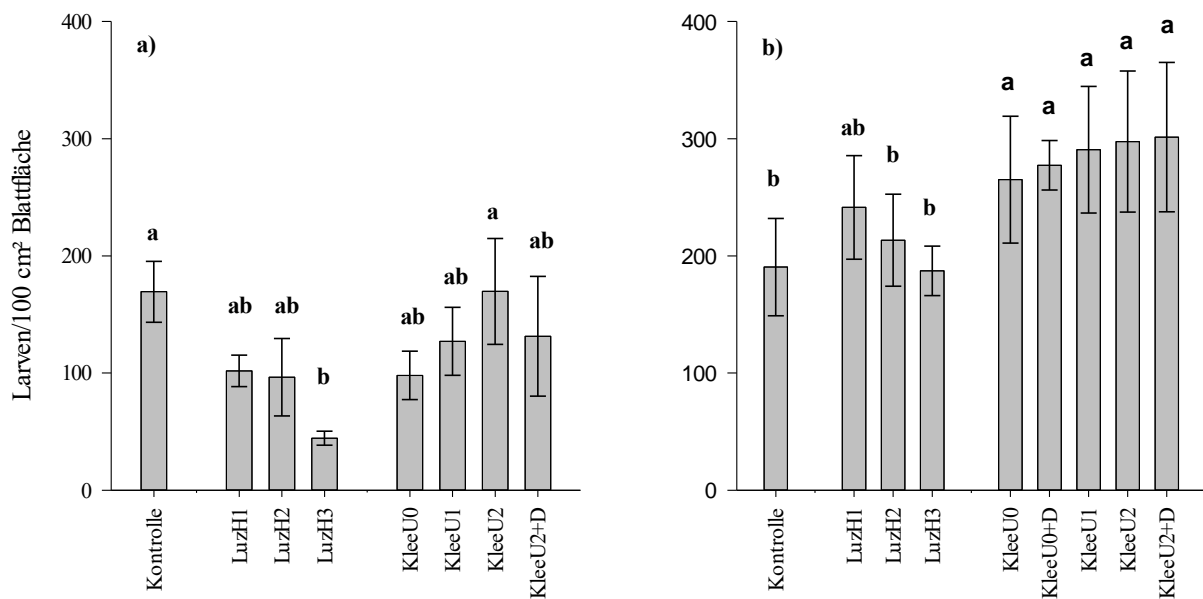 Larven/100 cm² Blattfläche
a)
400
300
200
100
0
a
ab
ab
b
ab
ab
a
ab
Kontrolle
LuzH1
LuzH2
LuzH3
KleeU0
KleeU1
KleeU2
KleeU2+D
b)
400
300
200
100
0
b
ab
b
b
a
a
a
a
a
Kontrolle
LuzH1
LuzH2
LuzH3
KleeU0
KleeU0+D
KleeU1
KleeU2
KleeU2+D